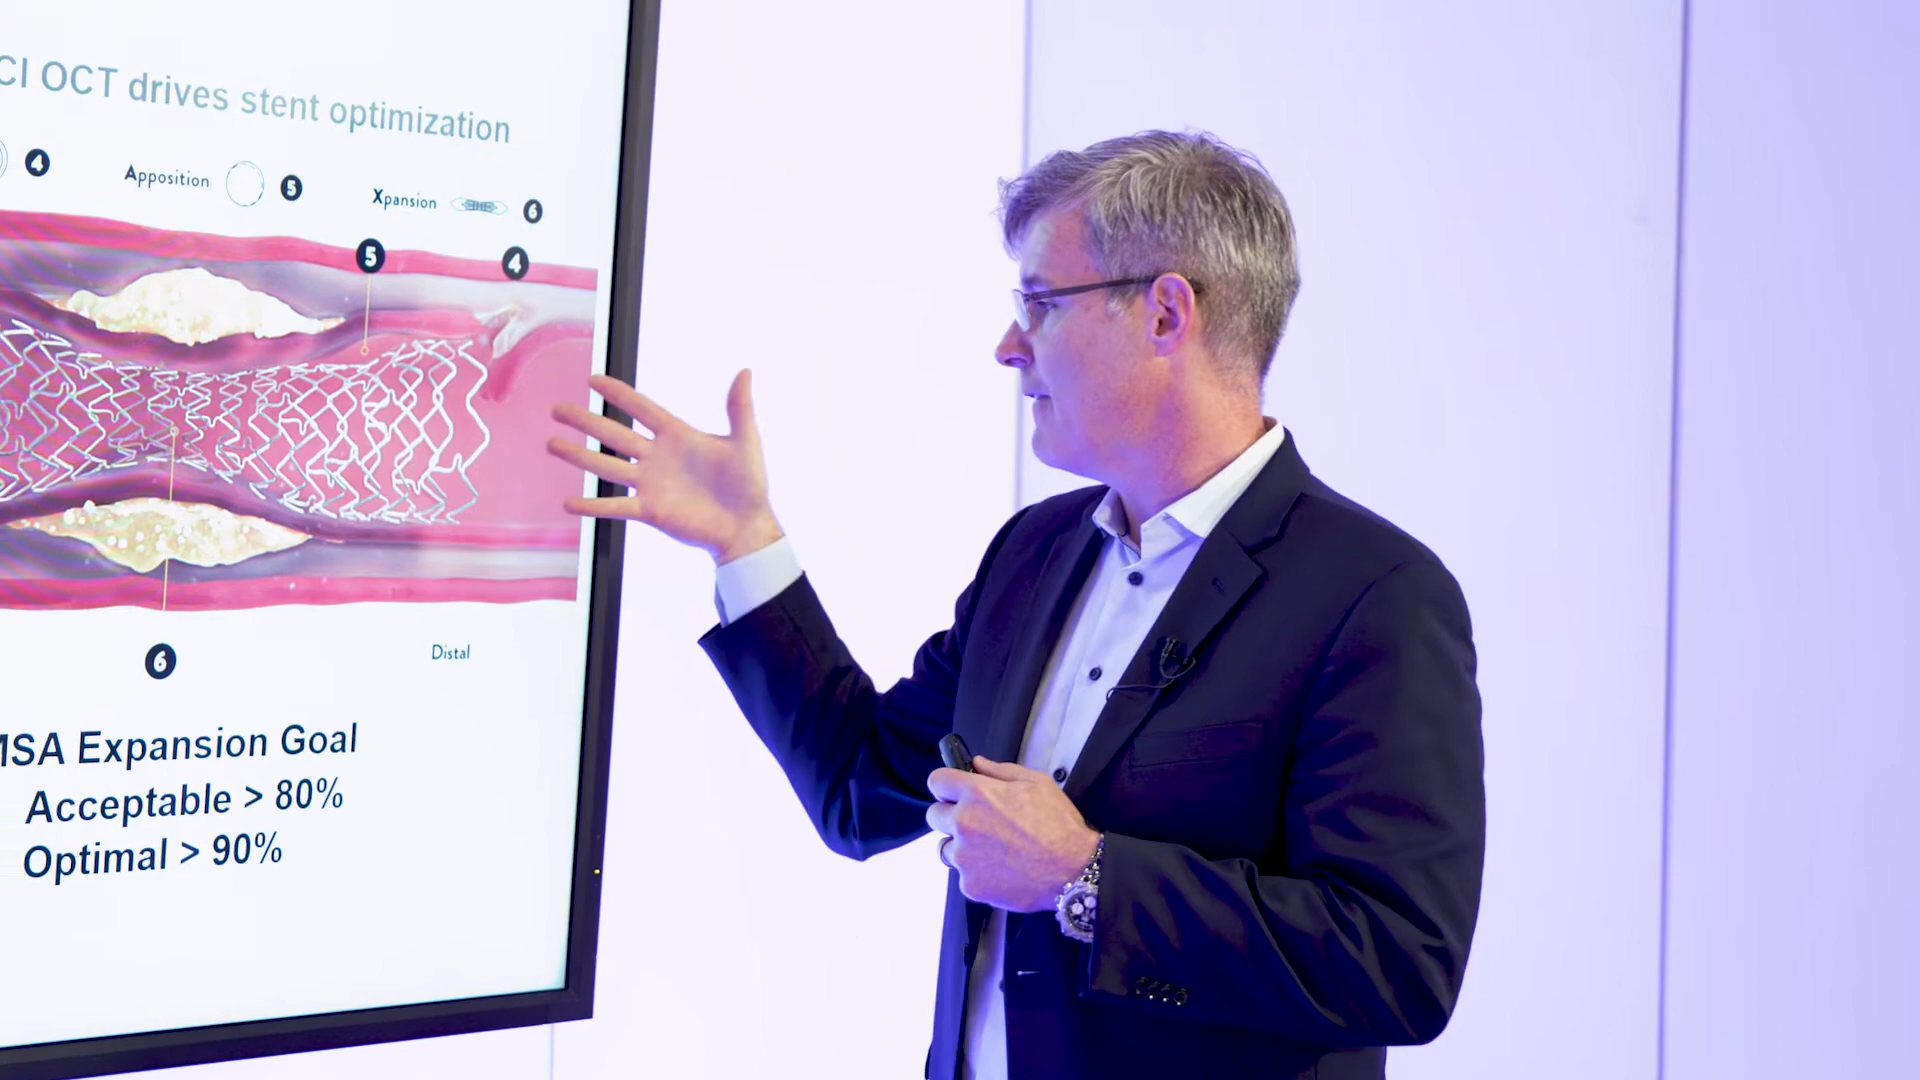 CI OCT drives stent optimization
4 Apposition 5 Xpansion 6
5 4
6 Distal
MSA Expansion Goal
Acceptable > 80%
Optimal > 90%